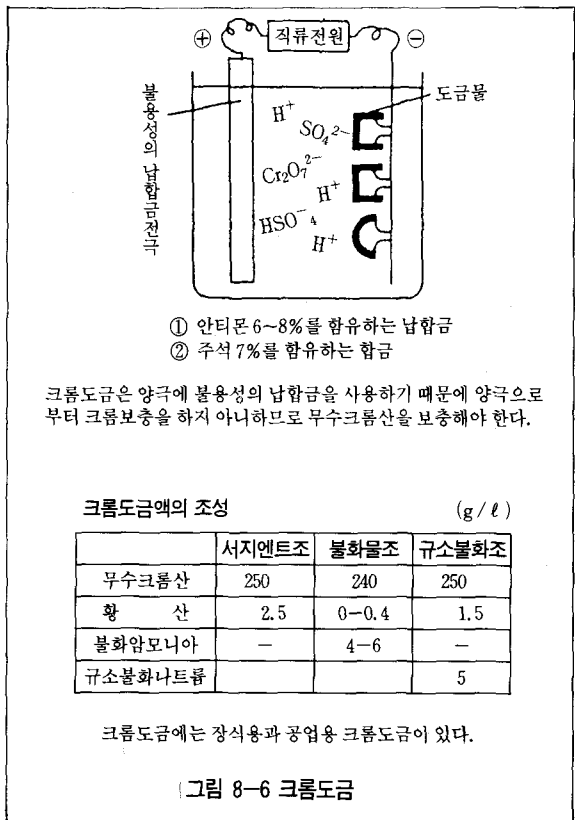 ⊕ 직류전원 ⊖
불용성의 납합금전극
도금물
H⁺
SO₄²⁻
Cr₂O₇²⁻
H⁺
HSO⁻₄
H⁺
① 안티몬 6~8%를 함유하는 납합금
② 주석 7%를 함유하는 합금
크롬도금은 양극에 불용성의 납합금을 사용하기 때문에 양극으로
부터 크롬보충을 하지 아니하므로 무수크롬산을 보충해야 한다.
크롬도금액의 조성 (g/ℓ)
서지엔트조 불화물조 규소불화조
무수크롬산 250 240 250
황 산 2.5 0-0.4 1.5
불화암모니아 - 4-6 -
규소불화나트륨 5
크롬도금에는 장식용과 공업용 크롬도금이 있다.
그림 8-6 크롬도금